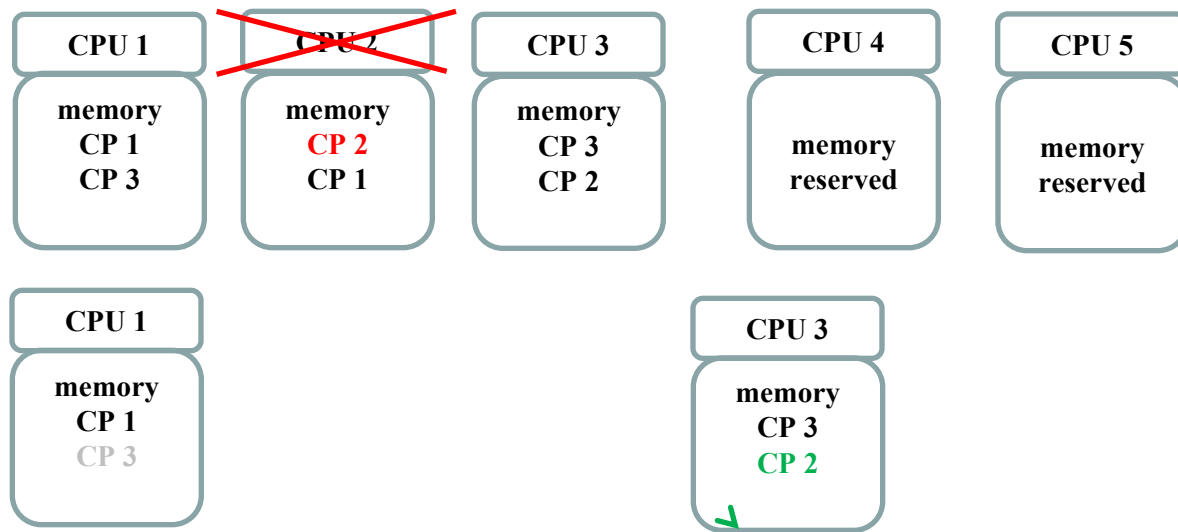 CPU 1
memory
CP 1
CP 3
CPU 2
memory
CP 2
CP 1
CPU 3
memory
CP 3
CP 2
CPU 4
memory
reserved
CPU 5
memory
reserved
CPU 1
memory
CP 1
CP 3
CPU 3
memory
CP 3
CP 2